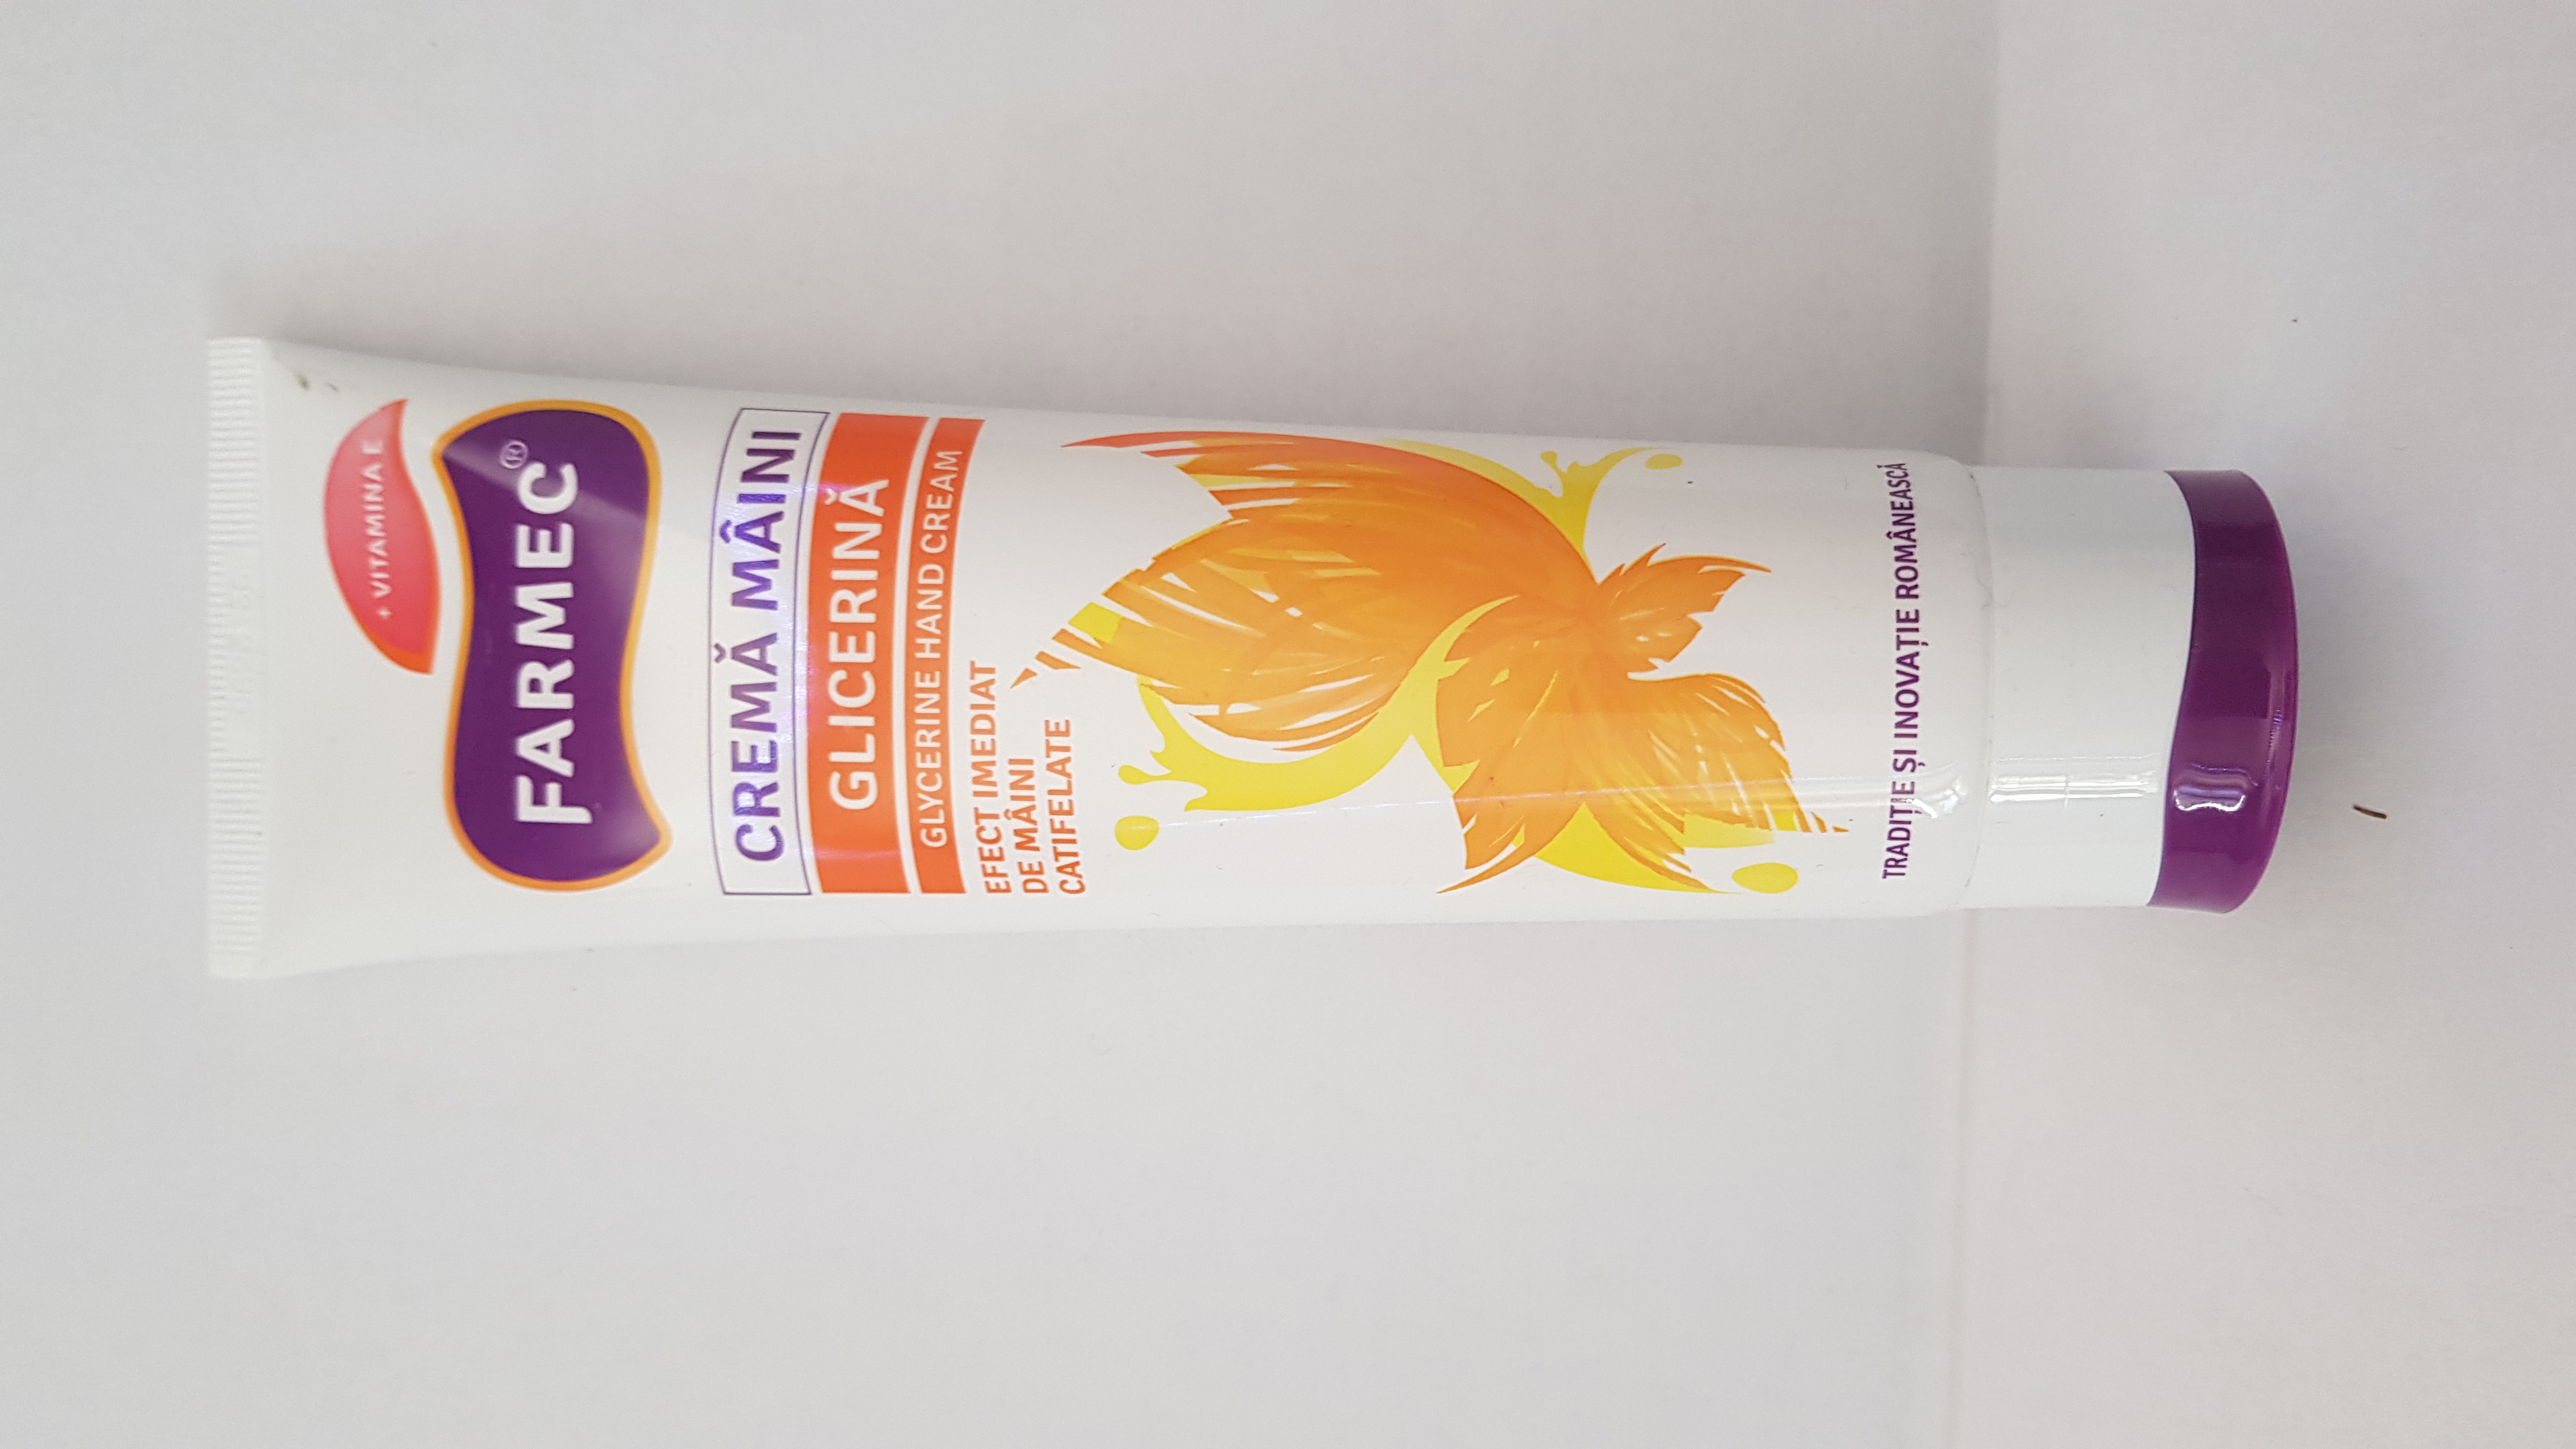 + VITAMINA E
FARMEC®
CREMĂ MÂINI
GLICERINĂ
GLYCERINE HAND CREAM
EFECT IMEDIAT
DE MÂINI
CATIFELATE
TRADIȚIE ȘI INOVAȚIE ROMÂNEASCĂ